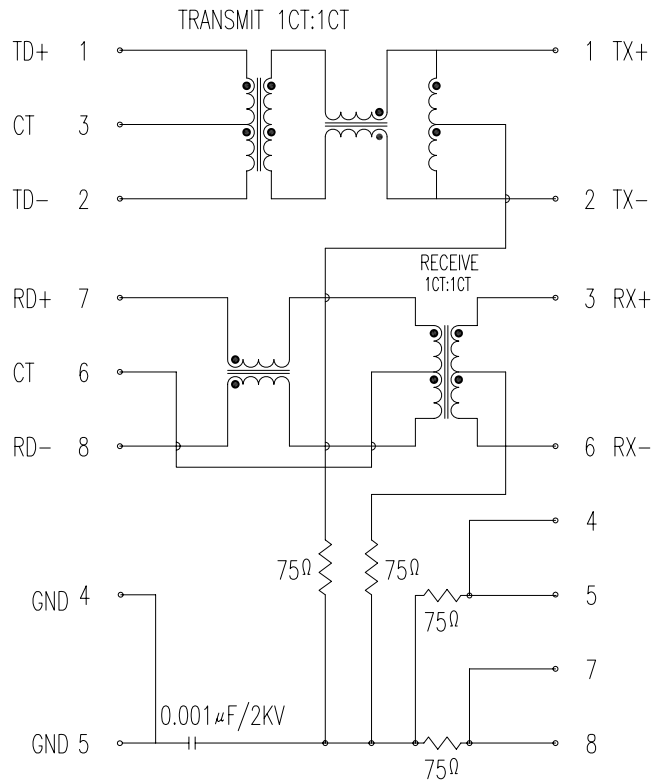 TRANSMIT 1CT:1CT
TD+ 1
1 TX+
CT 3
TD- 2
2 TX-
RECEIVE
1CT:1CT
RD+ 7
3 RX+
CT 6
RD- 8
6 RX-
4
75Ω
75Ω
GND 4
5
75Ω
7
0.001μF/2KV
GND 5
8
75Ω